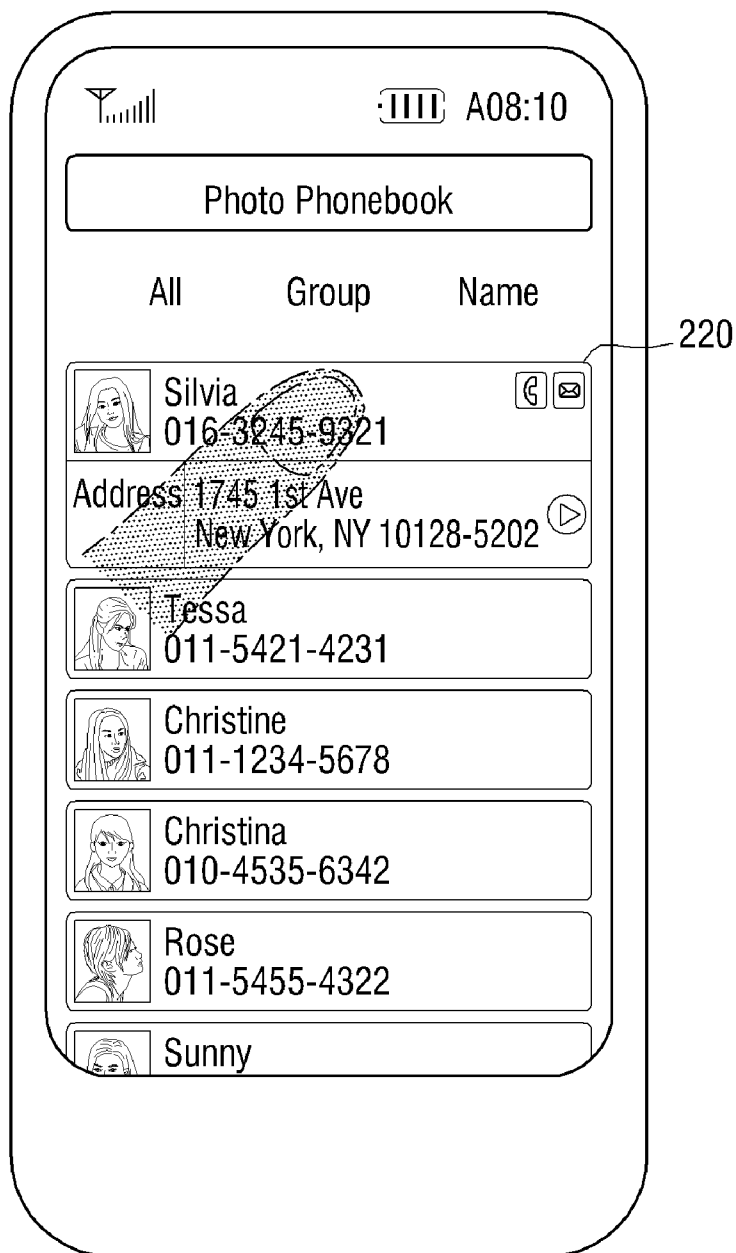 A08:10
Photo Phonebook
All Group Name
220
Silvia
016-3245-9321
Address 1745 1st Ave
New York, NY 10128-5202
Tessa
011-5421-4231
Christine
011-1234-5678
Christina
010-4535-6342
Rose
011-5455-4322
Sunny